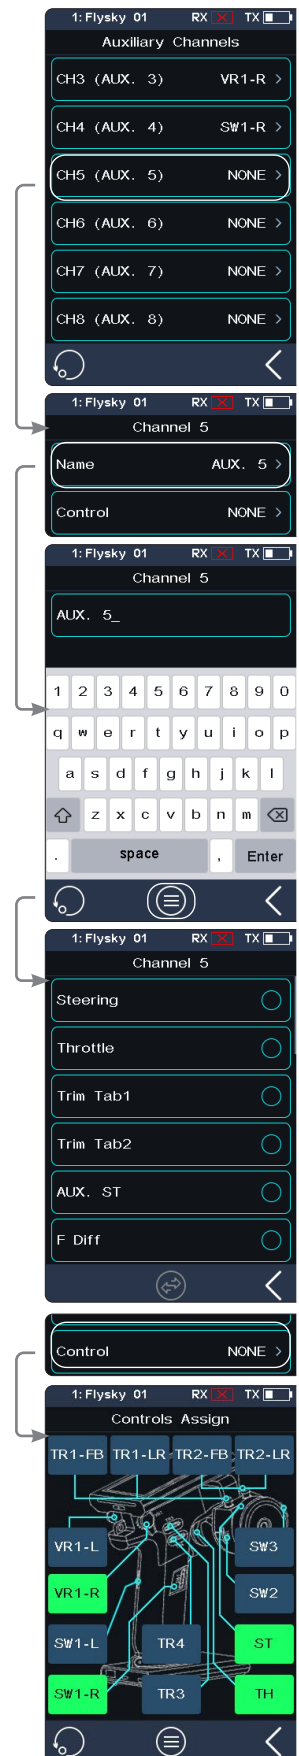 1: Flysky 01 RX TX
Auxiliary Channels
CH3 (AUX. 3) VR1-R >
CH4 (AUX. 4) SW1-R >
CH5 (AUX. 5) NONE >
CH6 (AUX. 6) NONE >
CH7 (AUX. 7) NONE >
CH8 (AUX. 8) NONE >
1: Flysky 01 RX TX
Channel 5
Name AUX. 5 >
Control NONE >
1: Flysky 01 RX TX
Channel 5
AUX. 5_
1 2 3 4 5 6 7 8 9 0
q w e r t y u i o p
a s d f g h j k l
z x c v b n m
. space , Enter
1: Flysky 01 RX TX
Channel 5
Steering
Throttle
Trim Tab1
Trim Tab2
AUX. ST
F Diff
Control NONE >
1: Flysky 01 RX TX
Controls Assign
TR1-FB TR1-LR TR2-FB TR2-LR
VR1-L SW3
VR1-R SW2
SW1-L TR4 ST
SW1-R TR3 TH